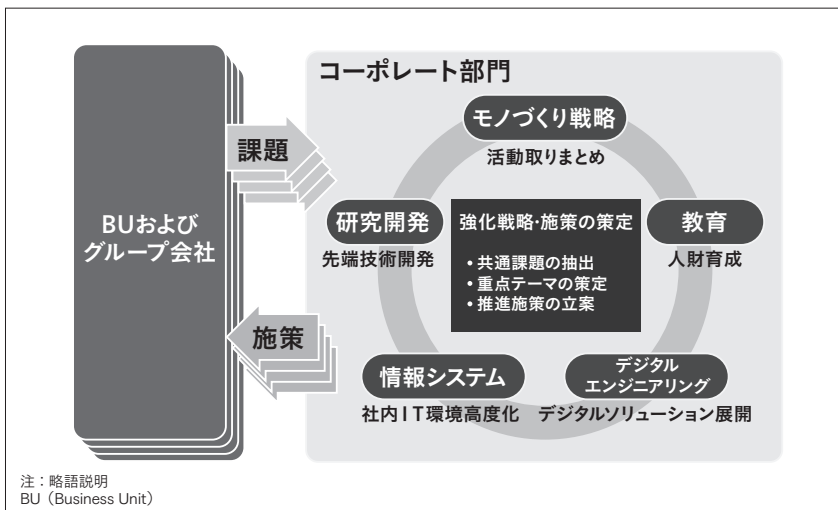 コーポレート部門
モノづくり戦略
活動取りまとめ
課題
BUおよび
グループ会社
研究開発
先端技術開発
強化戦略・施策の策定
・共通課題の抽出
・重点テーマの策定
・推進施策の立案
教育
人財育成
施策
情報システム
社内IT環境高度化
デジタル
エンジニアリング
デジタルソリューション展開
注：略語説明
BU（Business Unit）